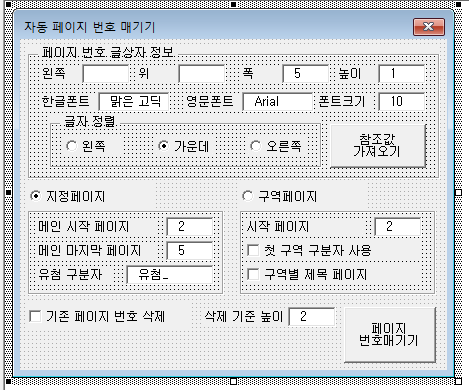 자동 페이지 번호 매기기
페이지 번호 글상자 정보
왼쪽 위 폭 5 높이 1
한글폰트 맑은 고딕 영문폰트 Arial 폰트크기 10
글자 정렬
왼쪽 가운데 오른쪽
참조값
가져오기
지정페이지
구역페이지
메인 시작 페이지 2
메인 마지막 페이지 5
유첨 구분자 유첨_
시작 페이지 2
첫 구역 구분자 사용
구역별 제목 페이지
기존 페이지 번호 삭제 삭제 기준 높이 2
페이지
번호매기기